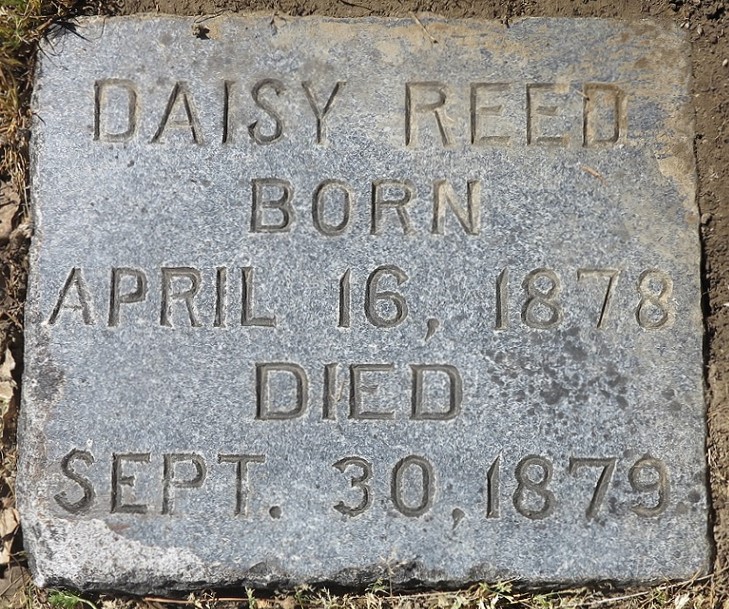 DAISY REED
BORN
APRIL 16, 1878
DIED
SEPT. 30, 1879